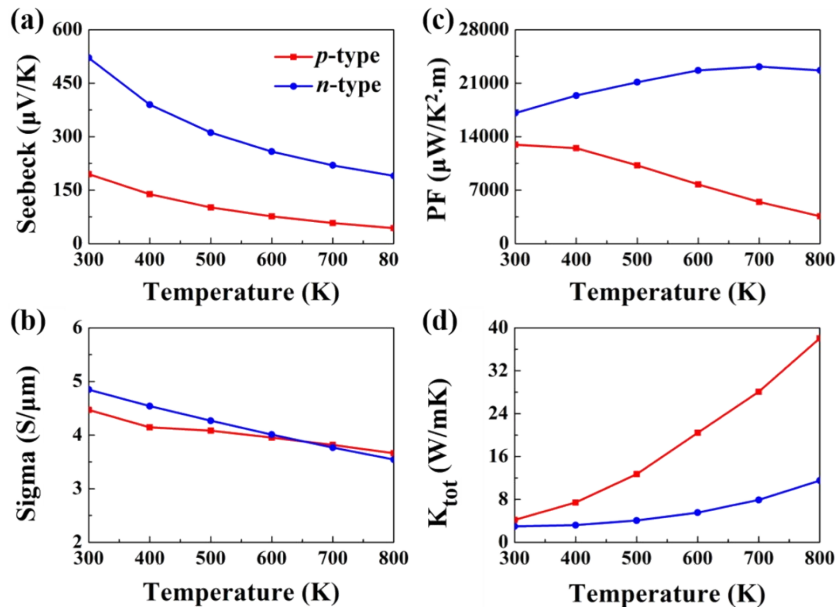 (a)
600
450
300
150
0
Seebeck (μV/K)
p-type
n-type
300 400 500 600 700 800
Temperature (K)
(c)
28000
21000
14000
7000
0
PF (μW/K²·m)
300 400 500 600 700 800
Temperature (K)
(b)
6
5
4
3
2
Sigma (S/μm)
300 400 500 600 700 800
Temperature (K)
(d)
40
32
24
16
8
0
K_tot (W/mK)
300 400 500 600 700 800
Temperature (K)